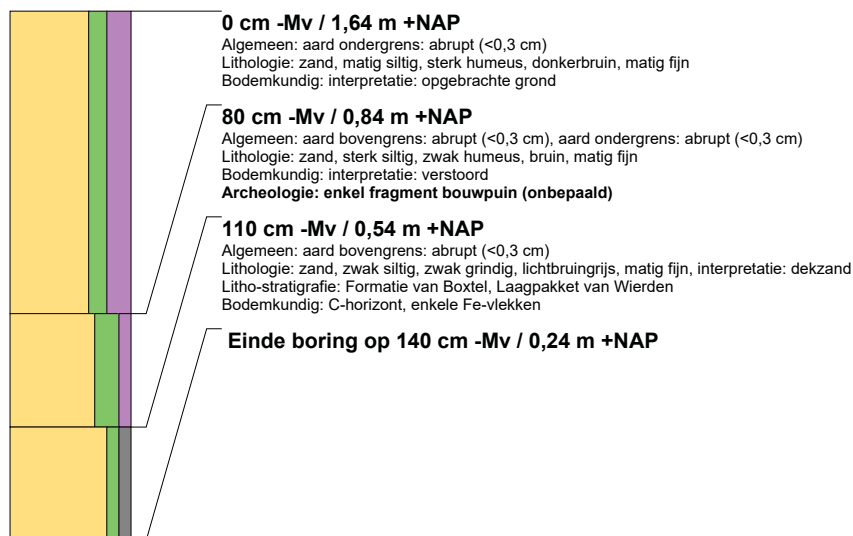 0 cm -Mv / 1,64 m +NAP
Algemeen: aard ondergrens: abrupt (<0,3 cm)
Lithologie: zand, matig siltig, sterk humeus, donkerbruin, matig fijn
Bodemkundig: interpretatie: opgebrachte grond
80 cm -Mv / 0,84 m +NAP
Algemeen: aard bovengrens: abrupt (<0,3 cm), aard ondergrens: abrupt (<0,3 cm)
Lithologie: zand, sterk siltig, zwak humeus, bruin, matig fijn
Bodemkundig: interpretatie: verstoord
Archeologie: enkel fragment bouwpuin (onbepaald)
110 cm -Mv / 0,54 m +NAP
Algemeen: aard bovengrens: abrupt (<0,3 cm)
Lithologie: zand, zwak siltig, zwak grindig, lichtbruingrijs, matig fijn, interpretatie: dekzand
Litho-stratigrafie: Formatie van Boxtel, Laagpakket van Wierden
Bodemkundig: C-horizont, enkele Fe-vlekken
Einde boring op 140 cm -Mv / 0,24 m +NAP